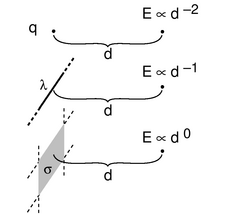 q E ∝ d⁻²
d
λ E ∝ d⁻¹
d
σ E ∝ d⁰
d